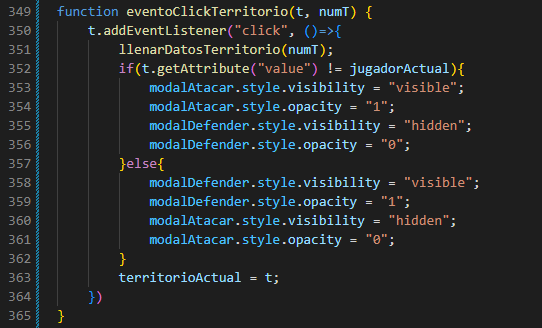 349 function eventoClickTerritorio(t, numT) {
350     t.addEventListener("click", ()=>{
351         llenarDatosTerritorio(numT);
352         if(t.getAttribute("value") != jugadorActual){
353             modalAtacar.style.visibility = "visible";
354             modalAtacar.style.opacity = "1";
355             modalDefender.style.visibility = "hidden";
356             modalDefender.style.opacity = "0";
357         }else{
358             modalDefender.style.visibility = "visible";
359             modalDefender.style.opacity = "1";
360             modalAtacar.style.visibility = "hidden";
361             modalAtacar.style.opacity = "0";
362         }
363         territorioActual = t;
364     })
365 }